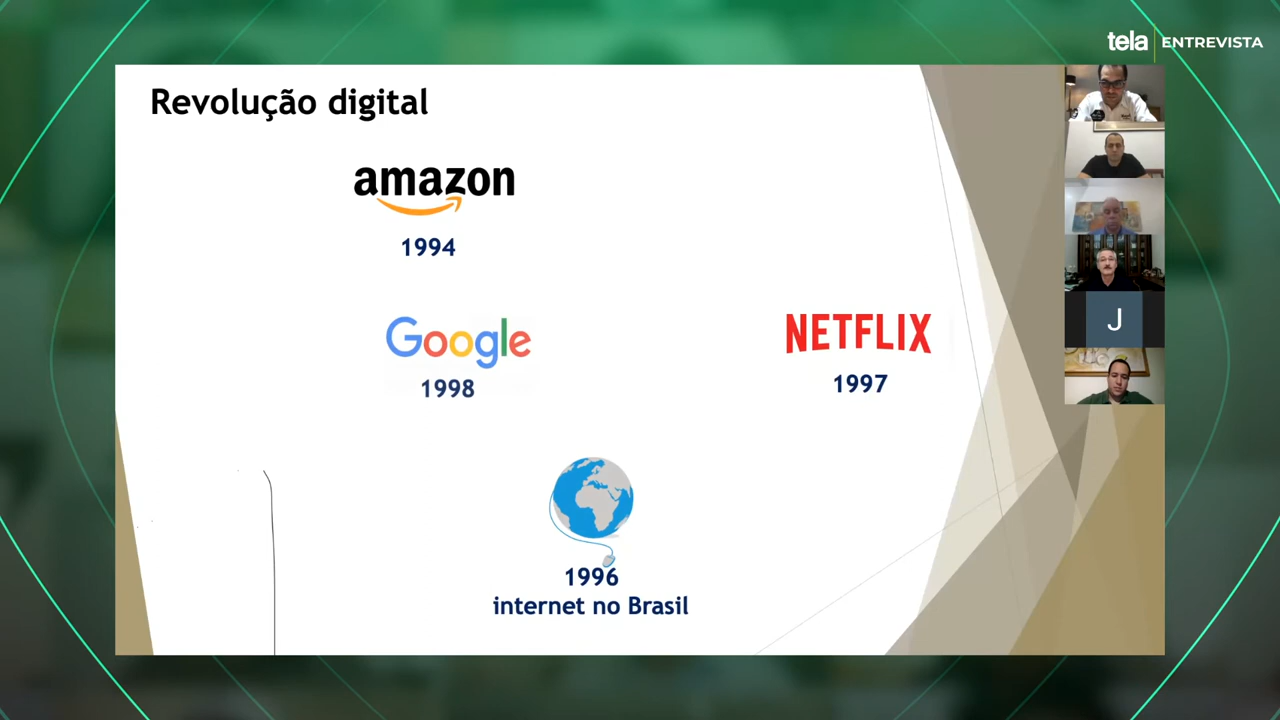 tela ENTREVISTA
Revolução digital
amazon
1994
Google
1998
NETFLIX
1997
J
1996
internet no Brasil